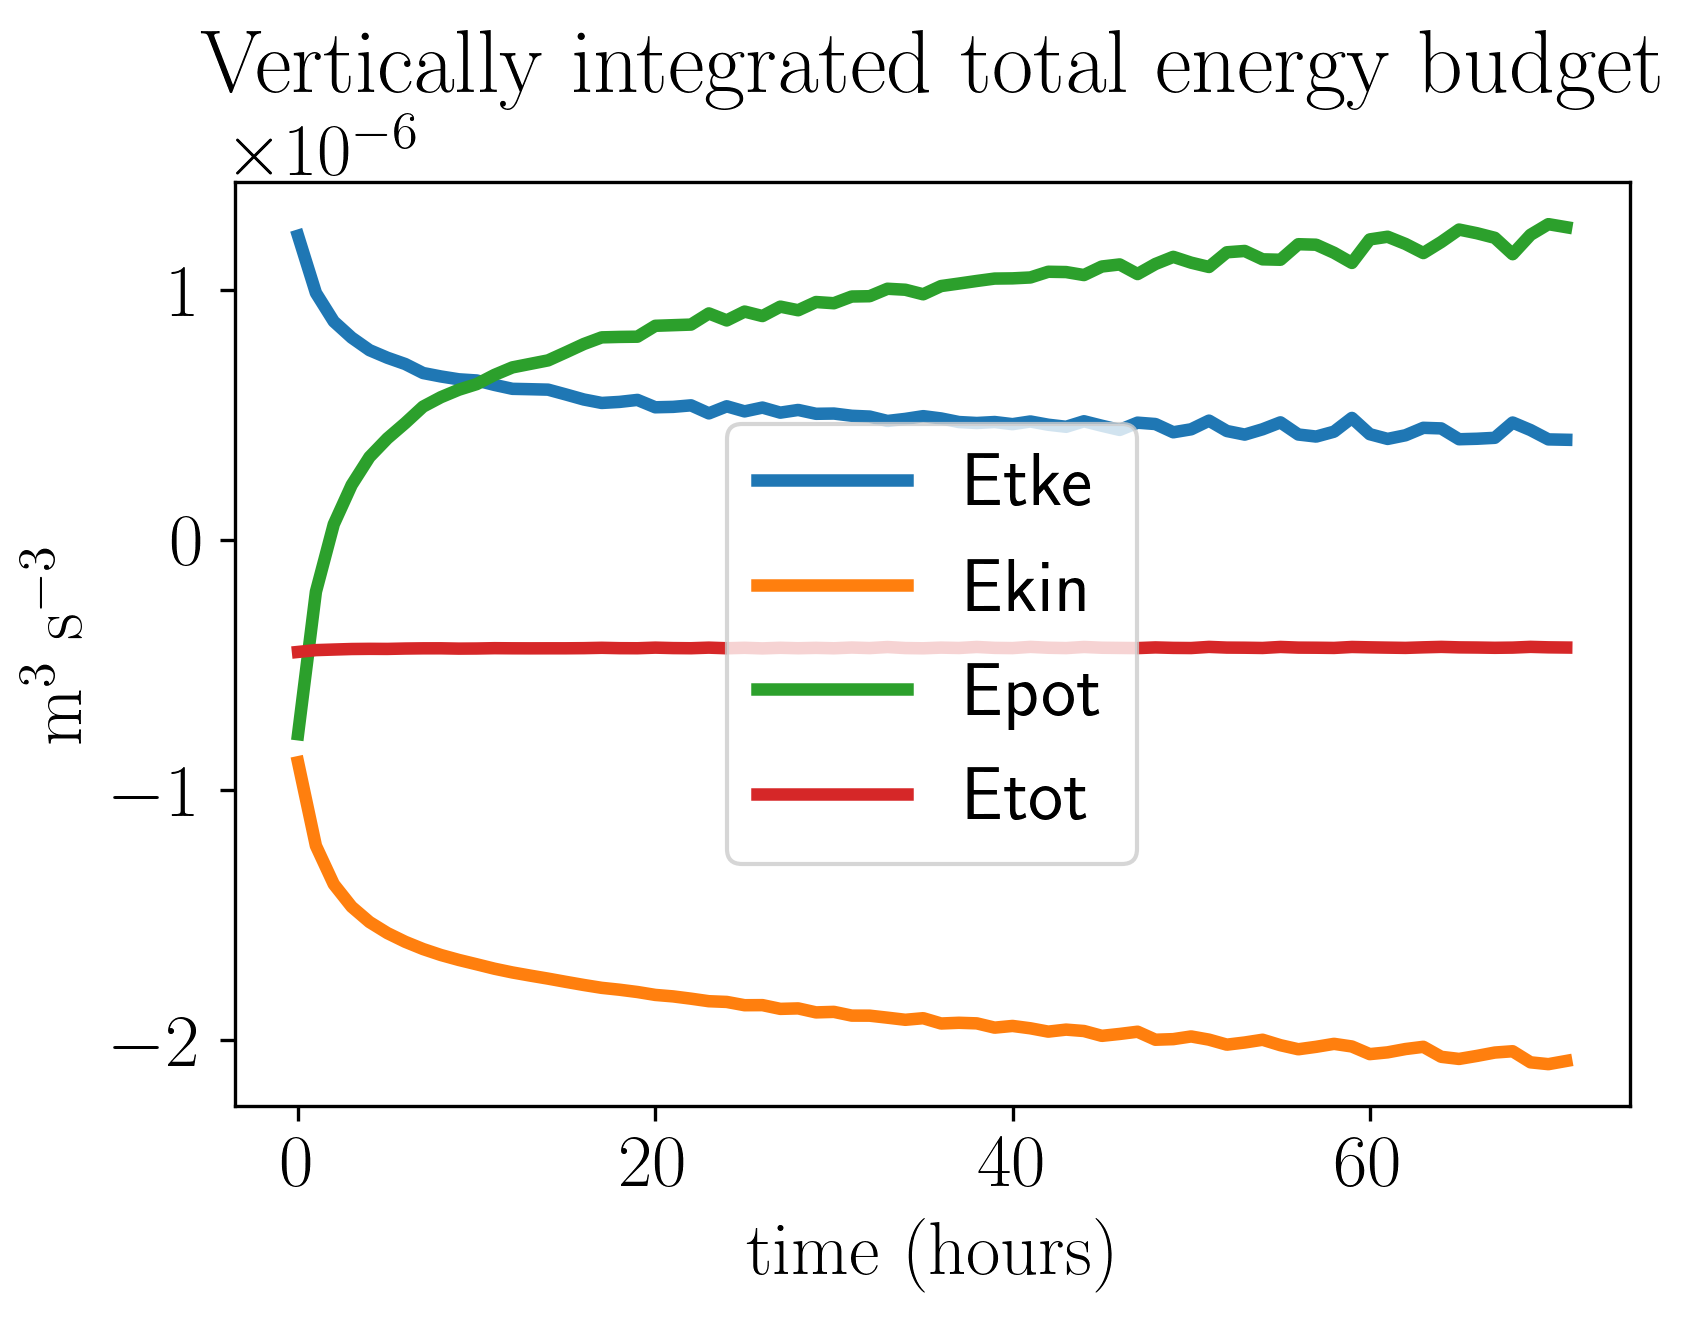 Vertically integrated total energy budget
×10⁻⁶
1
0
−1
−2
m³ s⁻³
Etke
Ekin
Epot
Etot
0 20 40 60
time (hours)